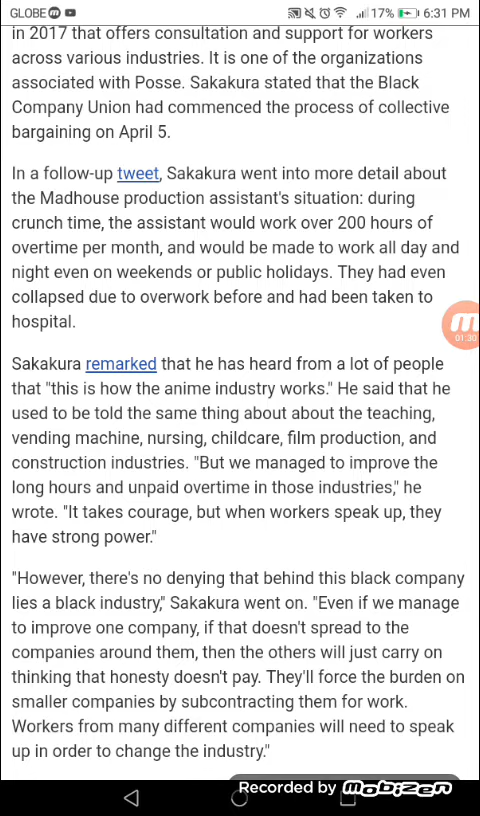 GLOBE 17% 6:31 PM
in 2017 that offers consultation and support for workers
across various industries. It is one of the organizations
associated with Posse. Sakakura stated that the Black
Company Union had commenced the process of collective
bargaining on April 5.
In a follow-up tweet, Sakakura went into more detail about
the Madhouse production assistant's situation: during
crunch time, the assistant would work over 200 hours of
overtime per month, and would be made to work all day and
night even on weekends or public holidays. They had even
collapsed due to overwork before and had been taken to
hospital.
01:30
Sakakura remarked that he has heard from a lot of people
that "this is how the anime industry works." He said that he
used to be told the same thing about about the teaching,
vending machine, nursing, childcare, film production, and
construction industries. "But we managed to improve the
long hours and unpaid overtime in those industries," he
wrote. "It takes courage, but when workers speak up, they
have strong power."
"However, there's no denying that behind this black company
lies a black industry," Sakakura went on. "Even if we manage
to improve one company, if that doesn't spread to the
companies around them, then the others will just carry on
thinking that honesty doesn't pay. They'll force the burden on
smaller companies by subcontracting them for work.
Workers from many different companies will need to speak
up in order to change the industry."
Recorded by mobizen